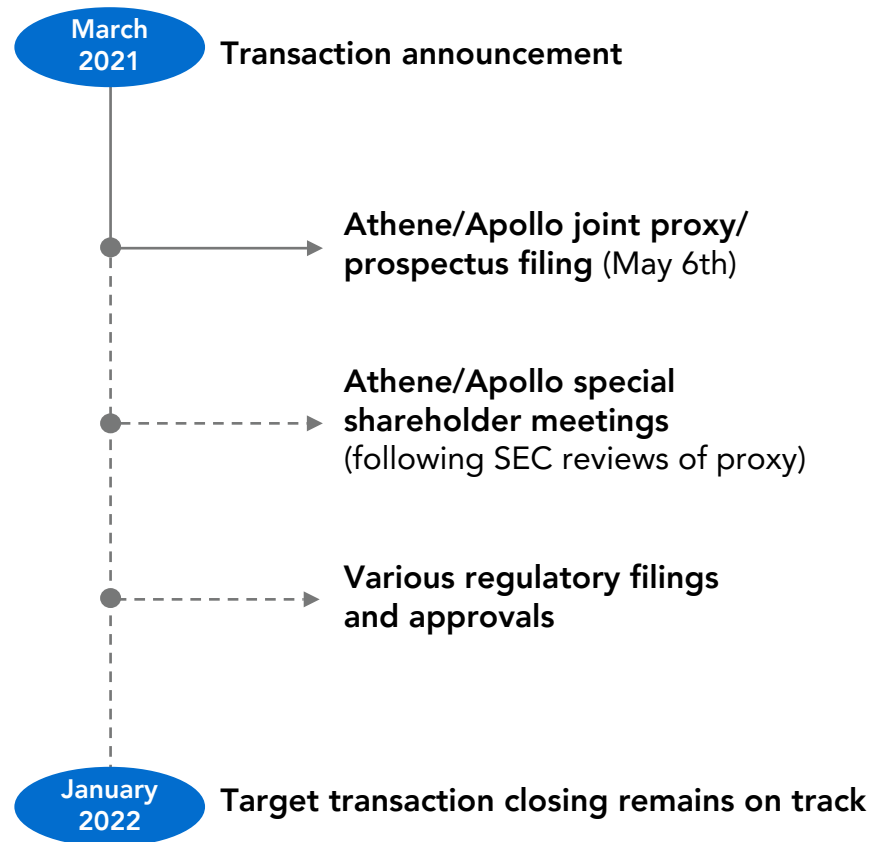 March
2021
Transaction announcement
Athene/Apollo joint proxy/
prospectus filing (May 6th)
Athene/Apollo special
shareholder meetings
(following SEC reviews of proxy)
Various regulatory filings
and approvals
January
2022
Target transaction closing remains on track